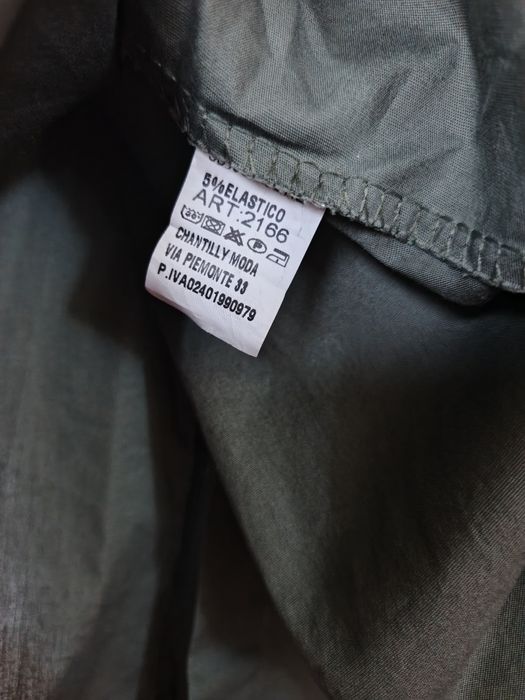 5%ELASTICO
ART:2166
CHANTILLY MODA
VIA PIEMONTE 33
P.IVA02401990979